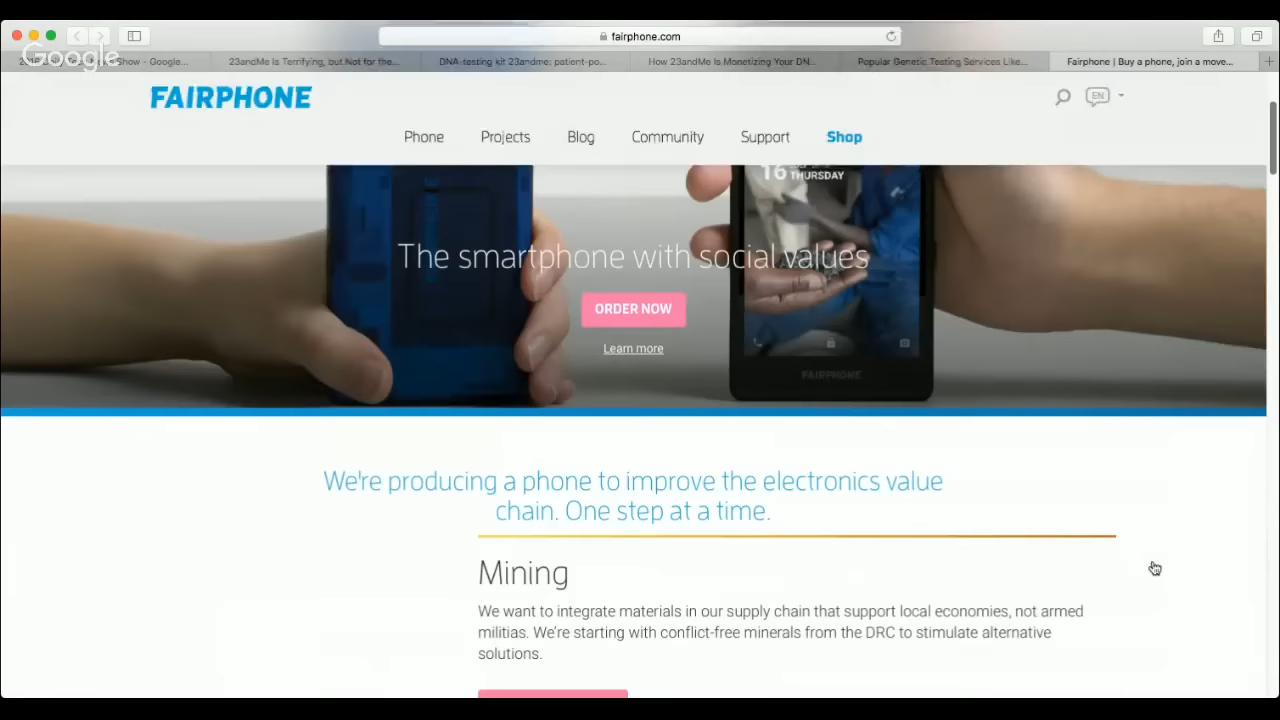 fairphone.com
Google
Show - Google...
23andMe Is Terrifying, but Not for the...
DNA-testing kit 23andme: patient-po...
How 23andMe Is Monetizing Your DN...
Popular Genetic Testing Services Like...
Fairphone | Buy a phone, join a move...
FAIRPHONE
EN
Phone
Projects
Blog
Community
Support
Shop
16 THURSDAY
The smartphone with social values
ORDER NOW
Learn more
FAIRPHONE
We're producing a phone to improve the electronics value
chain. One step at a time.
Mining
We want to integrate materials in our supply chain that support local economies, not armed
militias. We're starting with conflict-free minerals from the DRC to stimulate alternative
solutions.